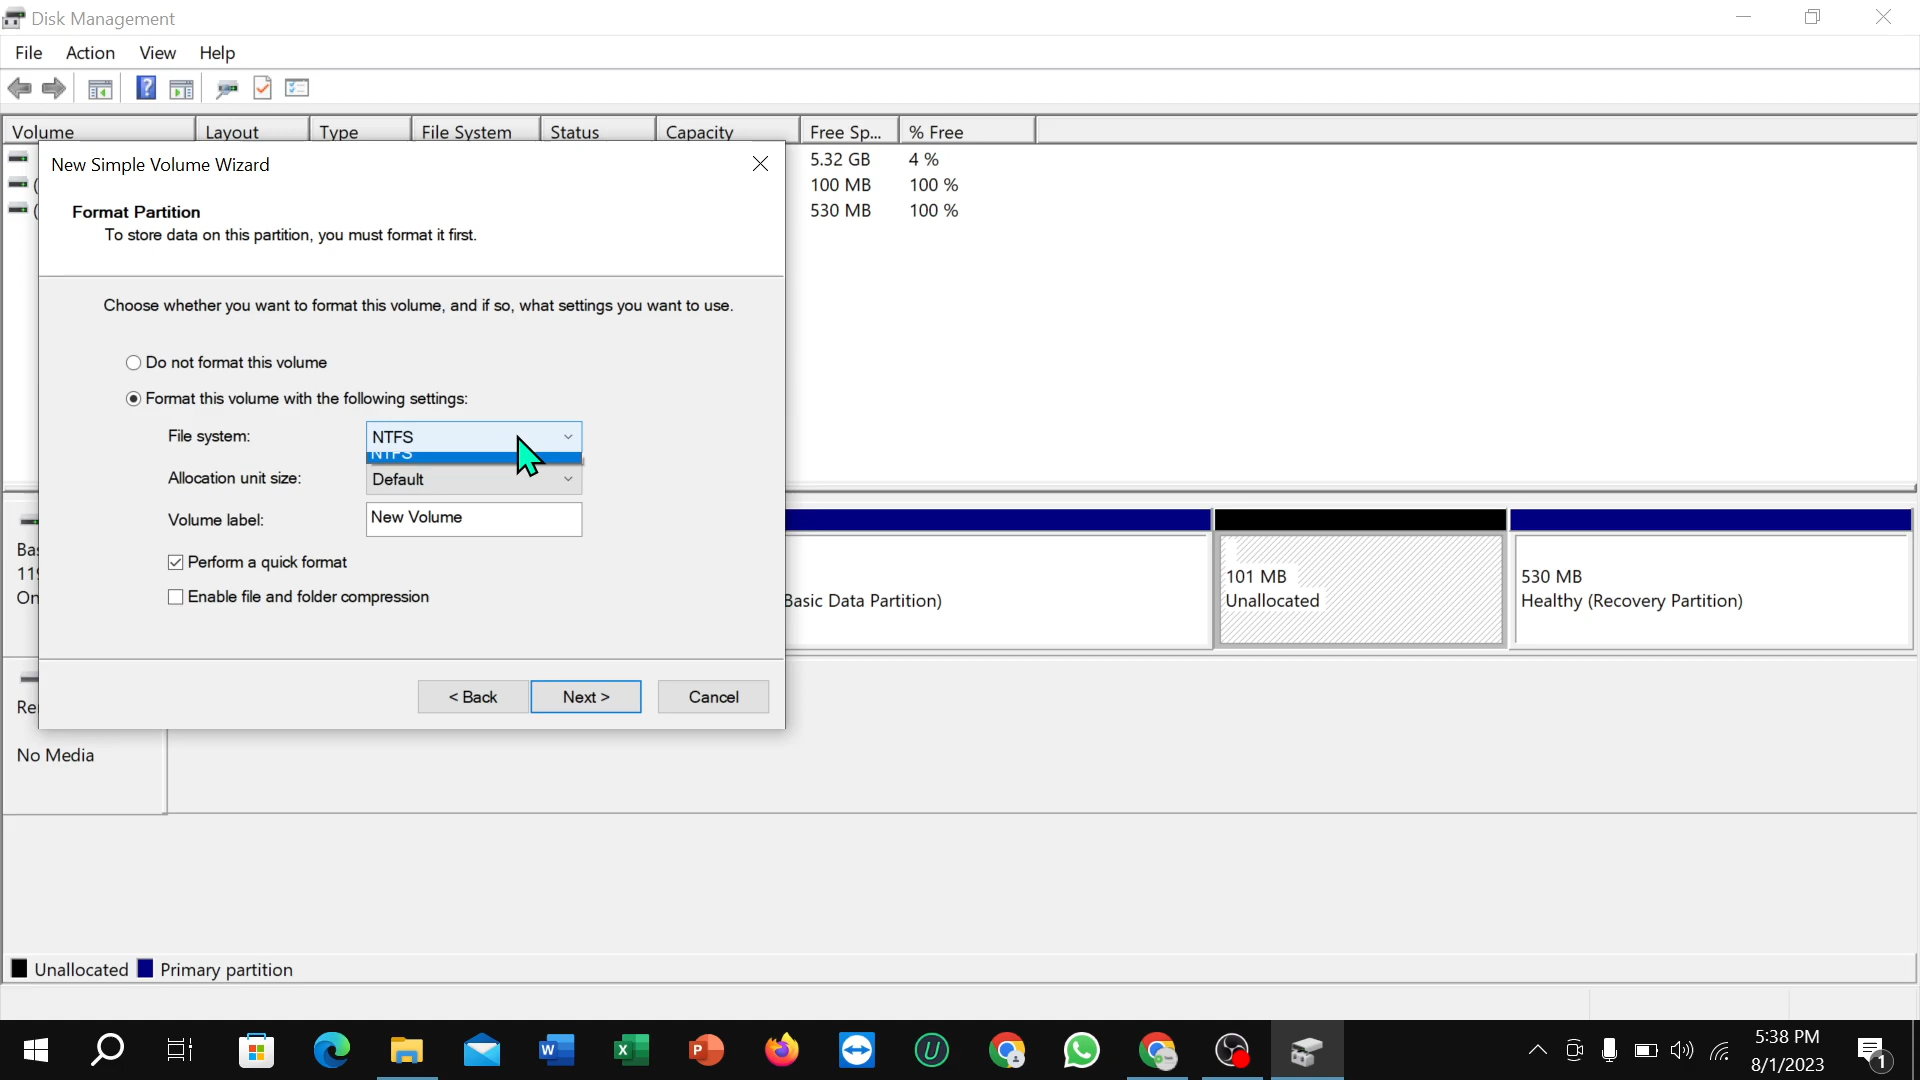 Disk Management
File Action View Help
Volume Layout Type File System Status Capacity Free Sp... % Free
5.32 GB 4 %
( 100 MB 100 %
( 530 MB 100 %
New Simple Volume Wizard
Format Partition
To store data on this partition, you must format it first.
Choose whether you want to format this volume, and if so, what settings you want to use.
Do not format this volume
Format this volume with the following settings:
File system: NTFS
NTFS
Allocation unit size: Default
Volume label: New Volume
Perform a quick format
Enable file and folder compression
< Back Next > Cancel
Bas
119
On
Basic Data Partition)
101 MB
Unallocated
530 MB
Healthy (Recovery Partition)
Re
No Media
Unallocated Primary partition
5:38 PM
8/1/2023
1